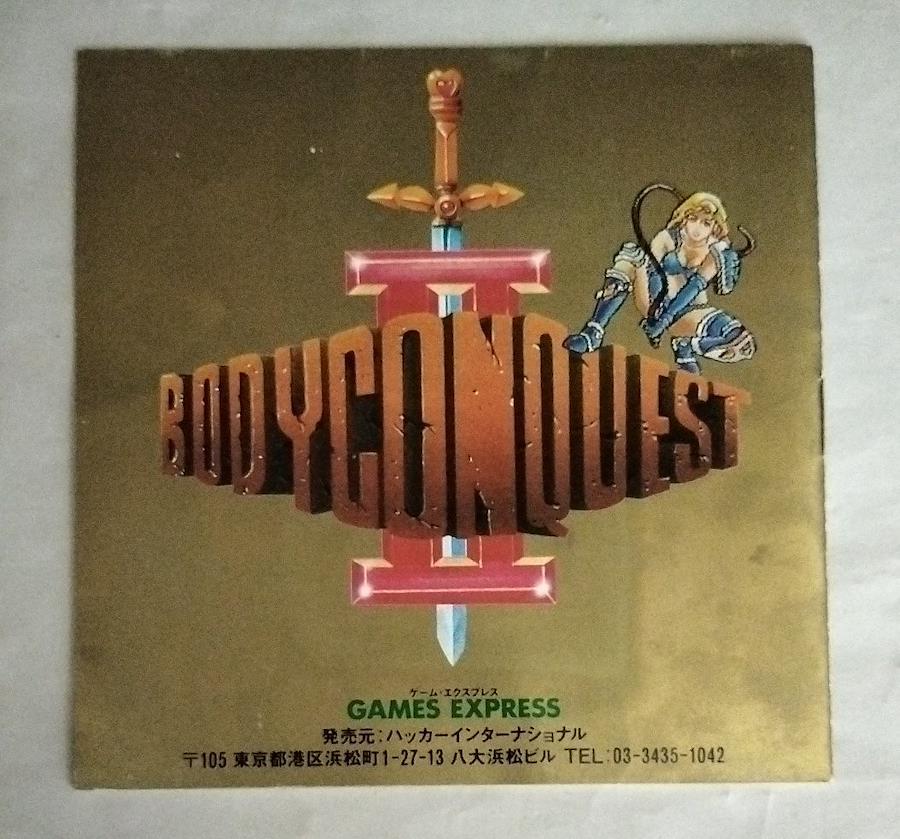 II
BODYCONQUEST
ゲーム・エクスプレス
GAMES EXPRESS
発売元：ハッカーインターナショナル
〒105 東京都港区浜松町1-27-13 八大浜松ビル TEL：03-3435-1042